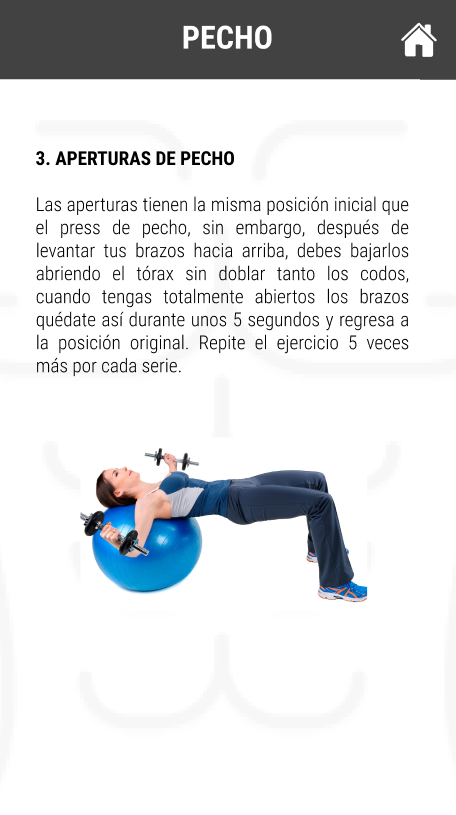 PECHO
3. APERTURAS DE PECHO
Las aperturas tienen la misma posición inicial que
el press de pecho, sin embargo, después de
levantar tus brazos hacia arriba, debes bajarlos
abriendo el tórax sin doblar tanto los codos,
cuando tengas totalmente abiertos los brazos
quédate así durante unos 5 segundos y regresa a
la posición original. Repite el ejercicio 5 veces
más por cada serie.